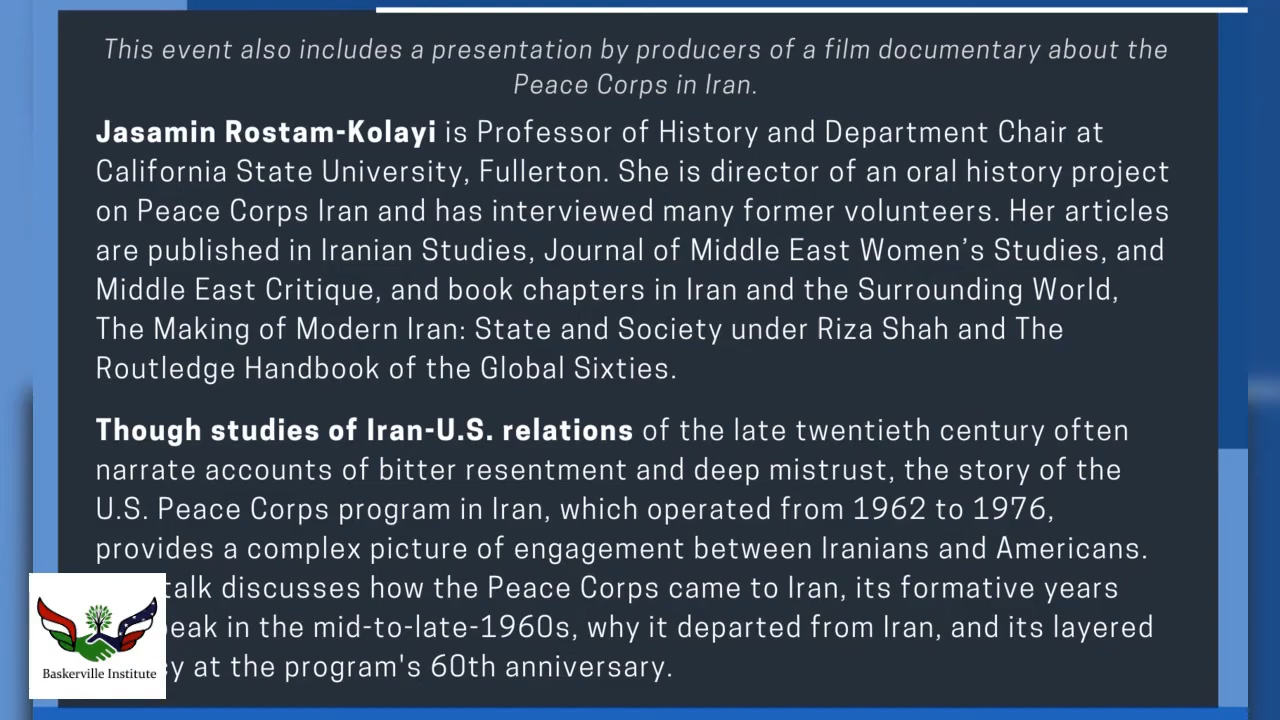 This event also includes a presentation by producers of a film documentary about the
Peace Corps in Iran.
Jasamin Rostam-Kolayi is Professor of History and Department Chair at
California State University, Fullerton. She is director of an oral history project
on Peace Corps Iran and has interviewed many former volunteers. Her articles
are published in Iranian Studies, Journal of Middle East Women’s Studies, and
Middle East Critique, and book chapters in Iran and the Surrounding World,
The Making of Modern Iran: State and Society under Riza Shah and The
Routledge Handbook of the Global Sixties.
Though studies of Iran-U.S. relations of the late twentieth century often
narrate accounts of bitter resentment and deep mistrust, the story of the
U.S. Peace Corps program in Iran, which operated from 1962 to 1976,
provides a complex picture of engagement between Iranians and Americans.
talk discusses how the Peace Corps came to Iran, its formative years
in the mid-to-late-1960s, why it departed from Iran, and its layered
at the program's 60th anniversary.
Baskerville Institute